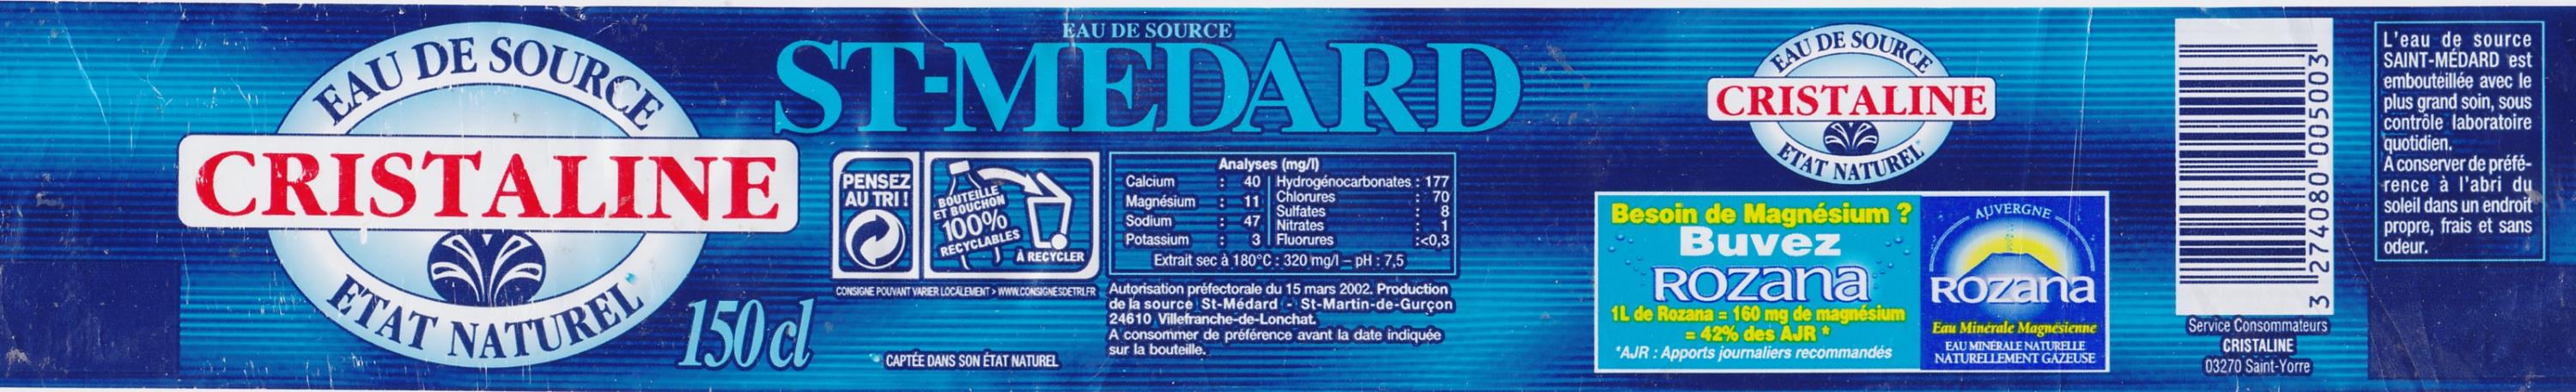 EAU DE SOURCE
CRISTALINE
ETAT NATUREL*
150 cl
EAU DE SOURCE
ST-MEDARD
PENSEZ
AU TRI !
BOUTEILLE
ET BOUCHON
100%
RECYCLABLES
À RECYCLER
CONSIGNE POUVANT VARIER LOCALEMENT > WWW.CONSIGNESDETRI.FR
* CAPTÉE DANS SON ÉTAT NATUREL
Analyses (mg/l)
Calcium : 40
Magnésium : 11
Sodium : 47
Potassium : 3
Hydrogénocarbonates : 177
Chlorures : 70
Sulfates : 8
Nitrates : 1
Fluorures :<0,3
Extrait sec à 180°C : 320 mg/l – pH : 7,5
Autorisation préfectorale du 15 mars 2002. Production
de la source St-Médard - St-Martin-de-Gurçon
24610 Villefranche-de-Lonchat.
A consommer de préférence avant la date indiquée
sur la bouteille.
EAU DE SOURCE
CRISTALINE
ETAT NATUREL*
Besoin de Magnésium ?
Buvez
ROZana
1L de Rozana = 160 mg de magnésium
= 42% des AJR *
*AJR : Apports journaliers recommandés
AUVERGNE
ROZana
Eau Minérale Magnésienne
EAU MINÉRALE NATURELLE
NATURELLEMENT GAZEUSE
3 274080 005003
Service Consommateurs
CRISTALINE
03270 Saint-Yorre
L'eau de source
SAINT-MÉDARD est
embouteillée avec le
plus grand soin, sous
contrôle laboratoire
quotidien.
A conserver de préfé-
rence à l'abri du
soleil dans un endroit
propre, frais et sans
odeur.